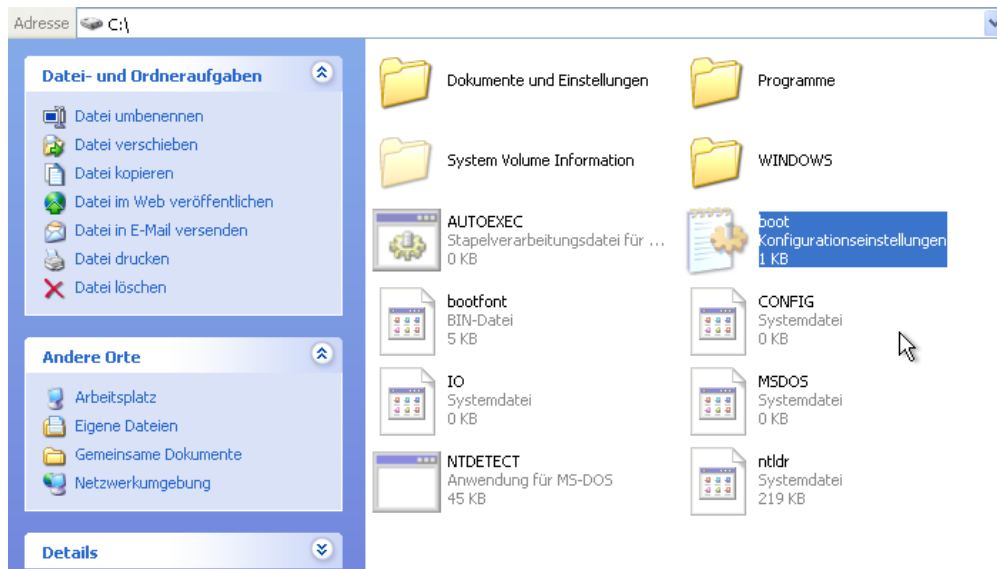 Adresse C:\
Datei- und Ordneraufgaben
Datei umbenennen
Datei verschieben
Datei kopieren
Datei im Web veröffentlichen
Datei in E-Mail versenden
Datei drucken
Datei löschen
Andere Orte
Arbeitsplatz
Eigene Dateien
Gemeinsame Dokumente
Netzwerkumgebung
Details
Dokumente und Einstellungen
Programme
System Volume Information
WINDOWS
AUTOEXEC
Stapelverarbeitungsdatei für ...
0 KB
boot
Konfigurationseinstellungen
1 KB
bootfont
BIN-Datei
5 KB
CONFIG
Systemdatei
0 KB
IO
Systemdatei
0 KB
MSDOS
Systemdatei
0 KB
NTDETECT
Anwendung für MS-DOS
45 KB
ntldr
Systemdatei
219 KB